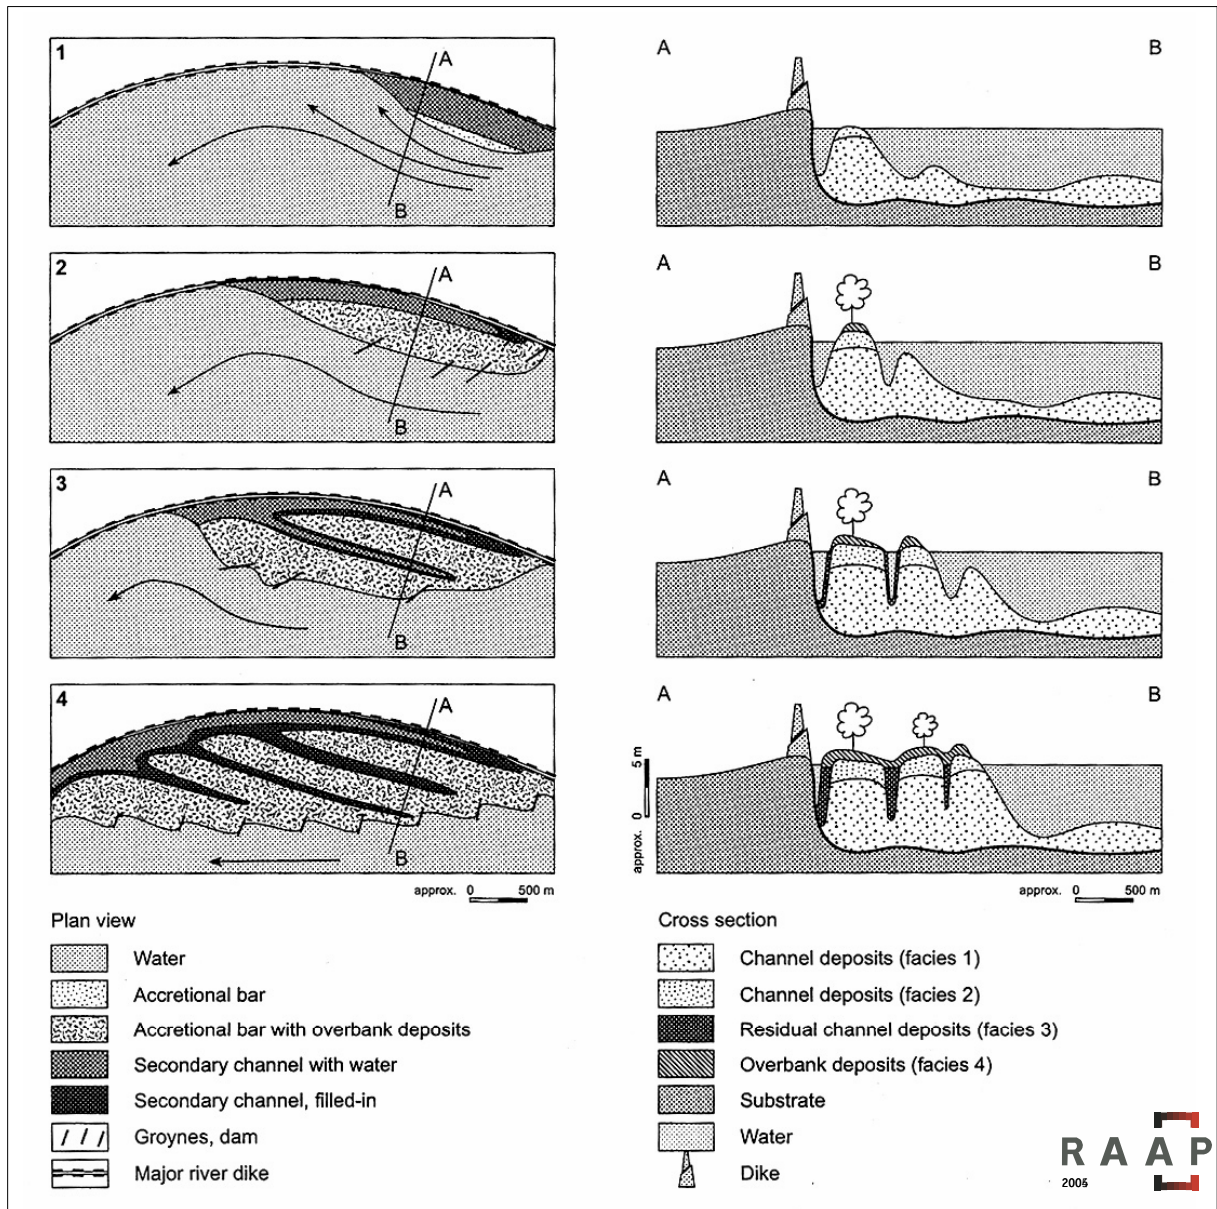 1
A
B
A B
2
A
B
A B
3
A
B
A B
4
A
B
A B
approx. 0 5 m
approx. 0 500 m
approx. 0 500 m
Plan view
Water
Accretional bar
Accretional bar with overbank deposits
Secondary channel with water
Secondary channel, filled-in
Groynes, dam
Major river dike
Cross section
Channel deposits (facies 1)
Channel deposits (facies 2)
Residual channel deposits (facies 3)
Overbank deposits (facies 4)
Substrate
Water
Dike
RAAP